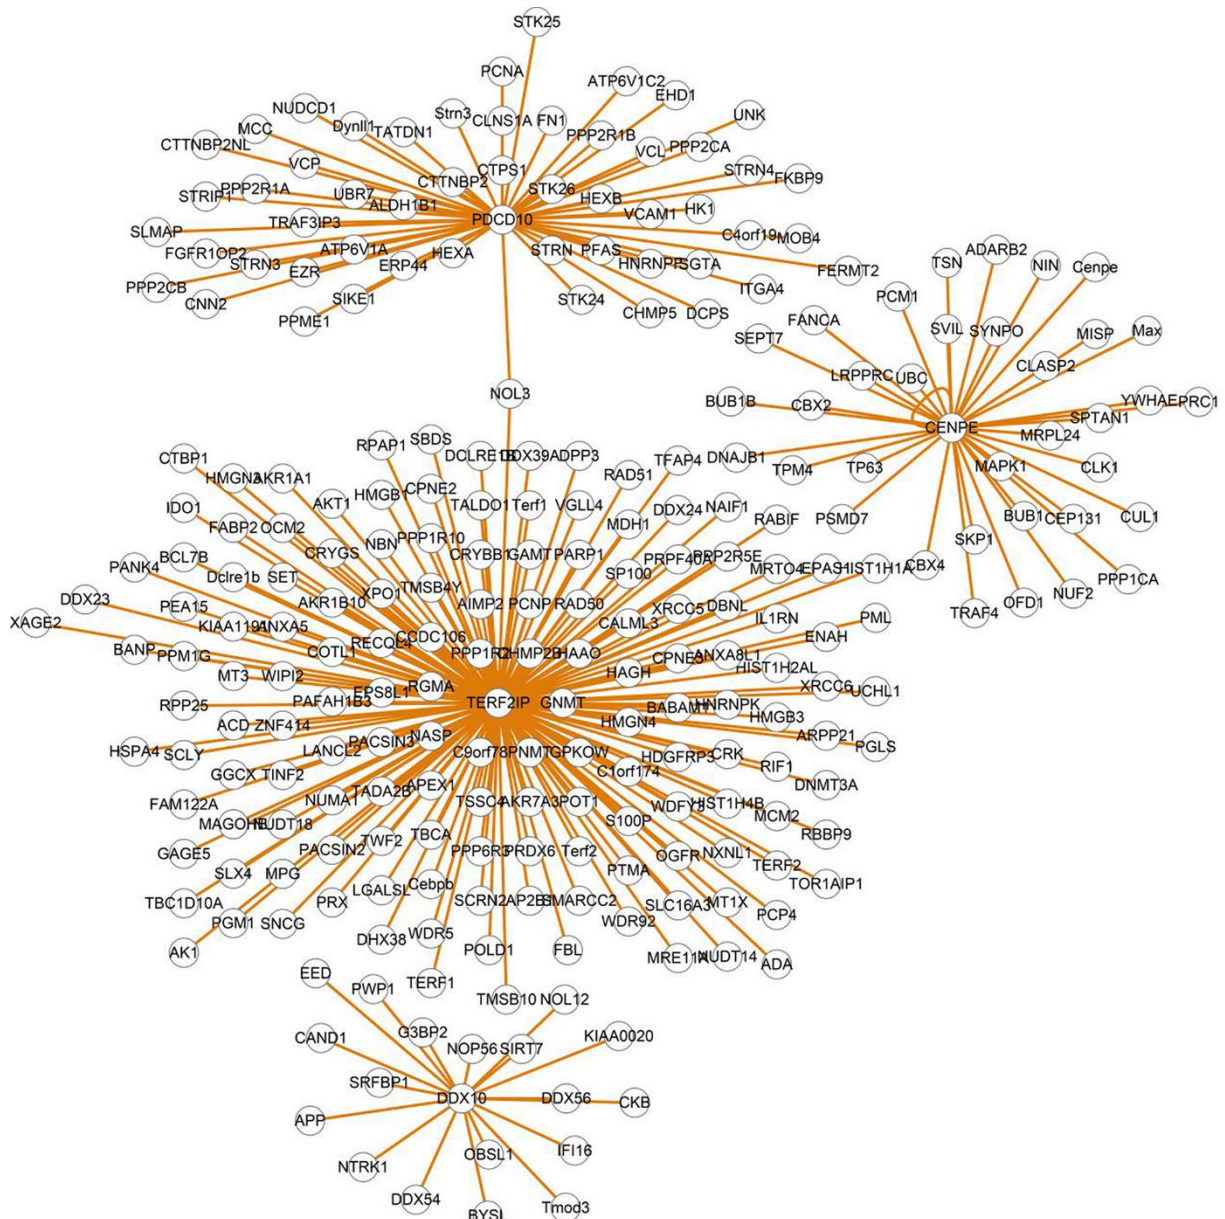 STK25
PCNA
ATP6V1C2
EHD1
NUDCD1
Strn3
CLNS1A
FN1
UNK
MCC
Dynll1
TATDN1
PPP2R1B
CTTNBP2NL
VCL
PPP2CA
VCP
CTPS1
STRN4
FKBP9
STRIP1
PPP2R1A
UBR7
CTTNBP2
STK26
HEXB
ALDH1B1
VCAM1
HK1
SLMAP
TRAF3IP3
PDCD10
C4orf19
MOB4
FGFR1OP2
STRN3
ATP6V1A
HEXA
STRN
PFAS
EZR
ERP44
SGTA
FERMT2
PPP2CB
CNN2
SIKE1
STK24
ITGA4
PPME1
CHMP5
DCPS
NOL3
TSN
ADARB2
NIN
Cenpe
PCM1
FANCA
SVIL
SYNPO
MISP
Max
SEPT7
LRPPRC
UBC
CLASP2
BUB1B
CBX2
YWHAE
PRC1
SPTAN1
CENPE
MRPL24
DNAJB1
TPM4
TP63
MAPK1
CLK1
PSMD7
BUB1
CEP131
CUL1
SKP1
CBX4
PPP1CA
NUF2
OFD1
TRAF4
RPAP1
SBDS
CTBP1
DCLRE1B
DDX39A
DPP3
TFAP4
HMGN3
AKR1A1
RAD51
IDO1
AKT1
HMGB1
CPNE2
TALDO1
Terf1
VGLL4
DDX24
NAIF1
FABP2
OCM2
NBN
PPP1R10
MDH1
RABIF
BCL7B
CRYGS
CRYBB1
GAMT
PARP1
PRPF40A
PPP2R5E
PANK4
Dclre1b
SET
XPO1
TMSB4Y
SP100
MRTO4
EPAS1
HIST1H1A
DDX23
PEA15
AKR1B10
AIMP2
PCNP
RAD50
XRCC5
DBNL
XAGE2
KIAA1191
ANXA5
RECQL4
CCDC106
CALML3
IL1RN
PML
BANP
PPM1G
COTL1
PPP1R2
CHMP2B
HAAO
CPNE3
ANXA8L1
ENAH
MT3
WIPI2
EPS8L1
RGMA
HAGH
HIST1H2AL
RPP25
PAFAH1B3
TERF2IP
GNMT
BABAM1
HNRNPK
XRCC6
UCHL1
ACD
ZNF414
NASP
HMGN4
HMGB3
HSPA4
SCLY
LANCL2
PACSIN3
C9orf78
PNMT
GPKOW
HDGFRP3
CRK
ARPP21
PGLS
GGCX
TINF2
TADA2B
APEX1
C1orf174
RIF1
FAM122A
NUMA1
TSSC4
AKR7A3
POT1
WDFY3
HIST1H4B
DNMT3A
MAGOHB
NUDT18
S100P
MCM2
RBBP9
GAGE5
PACSIN2
TWF2
TBCA
PPP6R3
PRDX6
Terf2
OGFR
NXNL1
TERF2
SLX4
MPG
PTMA
TOR1AIP1
TBC1D10A
PRX
LGALSL
Cebpb
SCRN2
AP2B1
SMARCC2
SLC16A3
MT1X
PCP4
PGM1
SNCG
WDR92
AK1
DHX38
WDR5
POLD1
FBL
MRE11A
NUDT14
ADA
TERF1
TMSB10
EED
PWP1
NOL12
CAND1
G3BP2
NOP56
SIRT7
KIAA0020
SRFBP1
DDX10
DDX56
CKB
APP
OBSL1
IFI16
NTRK1
DDX54
BYSL
Tmod3